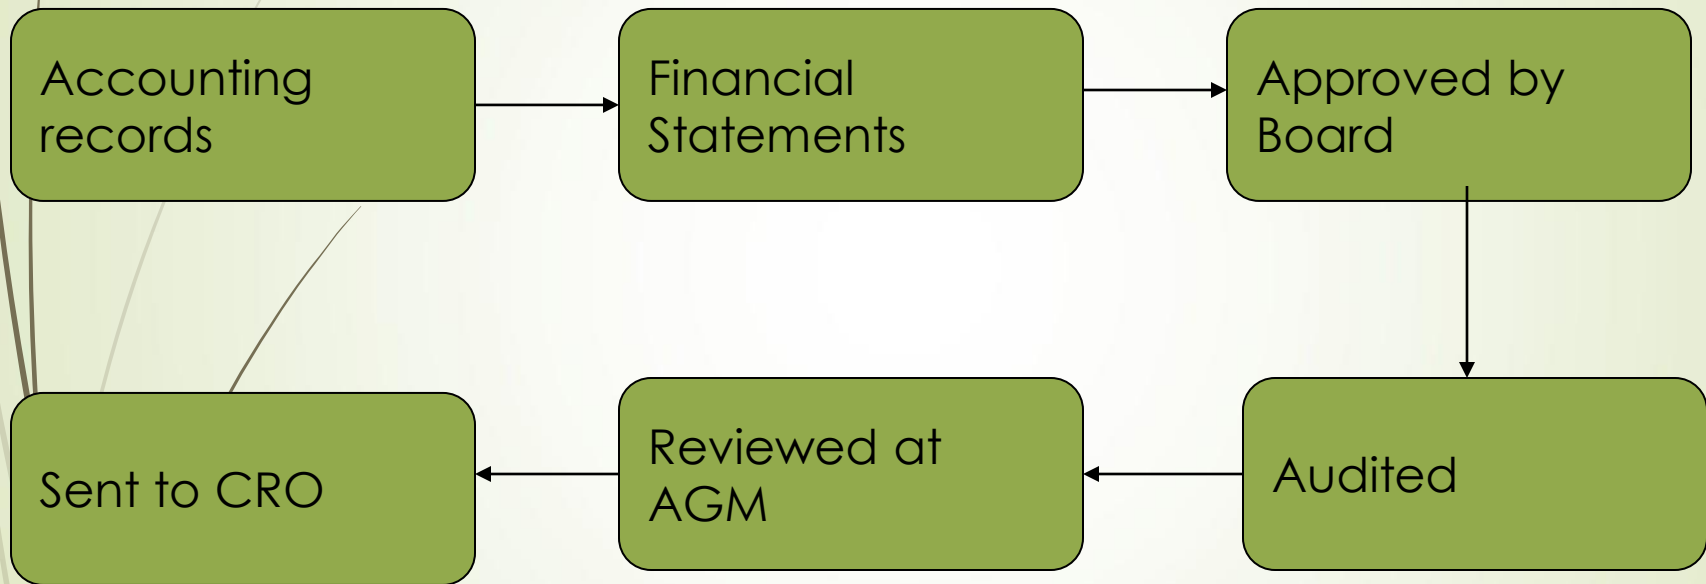 Accounting
records
Financial
Statements
Approved by
Board
Audited
Reviewed at
AGM
Sent to CRO